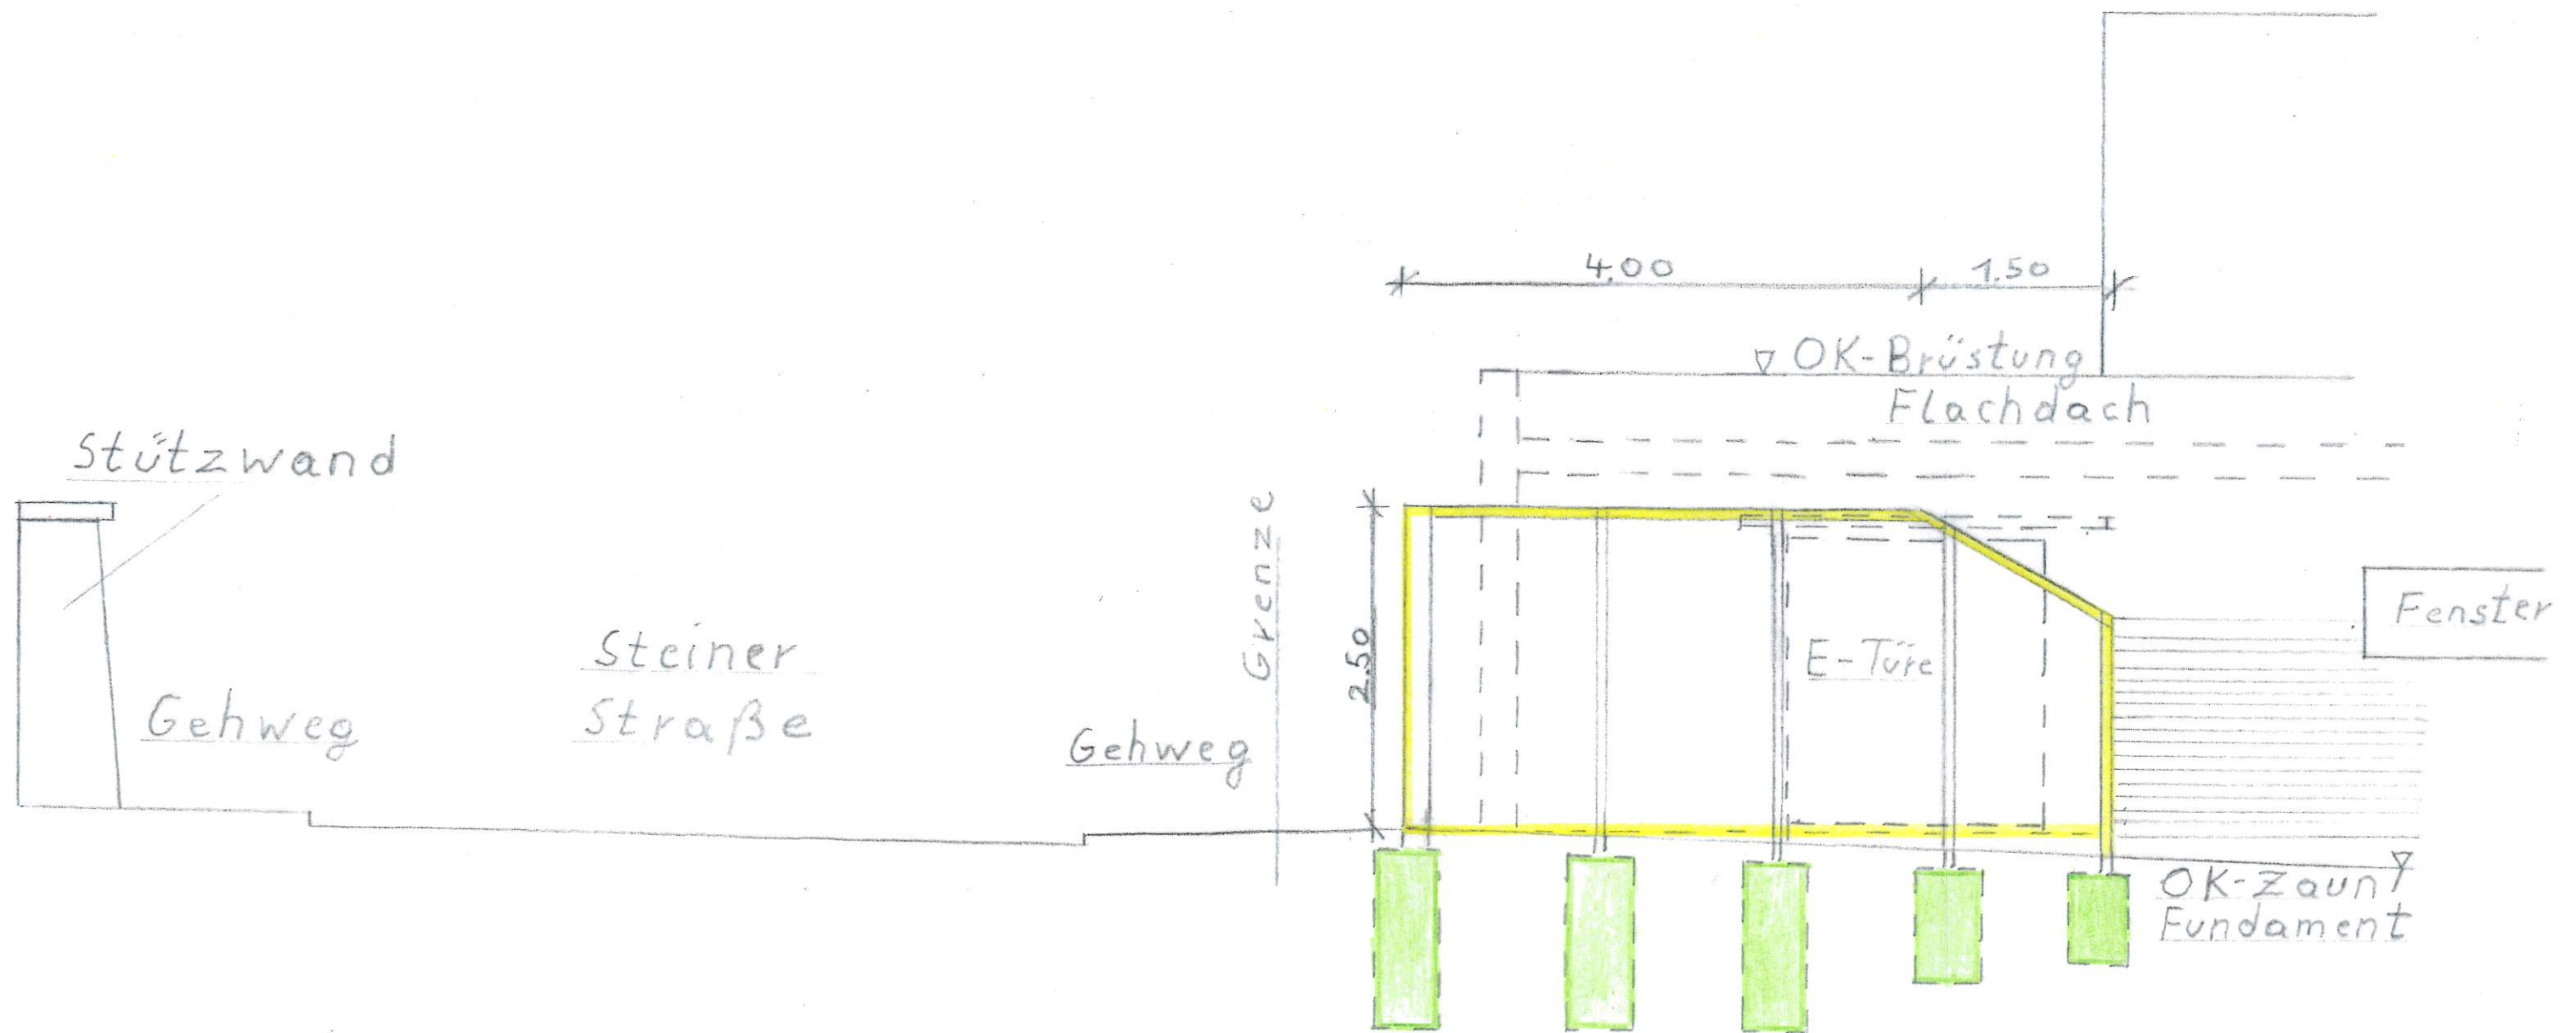 4.00
1.50
▽ OK-Brüstung
Flachdach
Stützwand
Grenze
2.50
Fenster
Steiner
Straße
E-Türe
Gehweg
Gehweg
OK-Zaun
Fundament